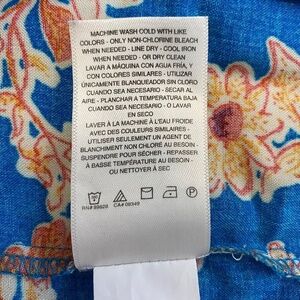 MACHINE WASH COLD WITH LIKE
COLORS - ONLY NON-CHLORINE BLEACH
WHEN NEEDED - LINE DRY - COOL IRON
WHEN NEEDED - OR DRY CLEAN
LAVAR A MÁQUINA CON AGUA FRÍA, Y
CON COLORES SIMILARES - UTILIZAR
ÚNICAMENTE BLANQUEADOR SIN CLORO
CUANDO SEA NECESARIO - SECAR AL
AIRE - PLANCHAR A TEMPERATURA BAJA
CUANDO SEA NECESARIO - O LAVAR
EN SECO
LAVER À LA MACHINE À L'EAU FROIDE
AVEC DES COULEURS SIMILAIRES -
UTILISER SEULEMENT UN AGENT DE
BLANCHIMENT NON CHLORÉ AU BESOIN -
SUSPENDRE POUR SÉCHER - REPASSER
À BASSE TEMPÉRATURE AU BESOIN -
OU NETTOYER À SEC
RN# 99629 CA# 09349